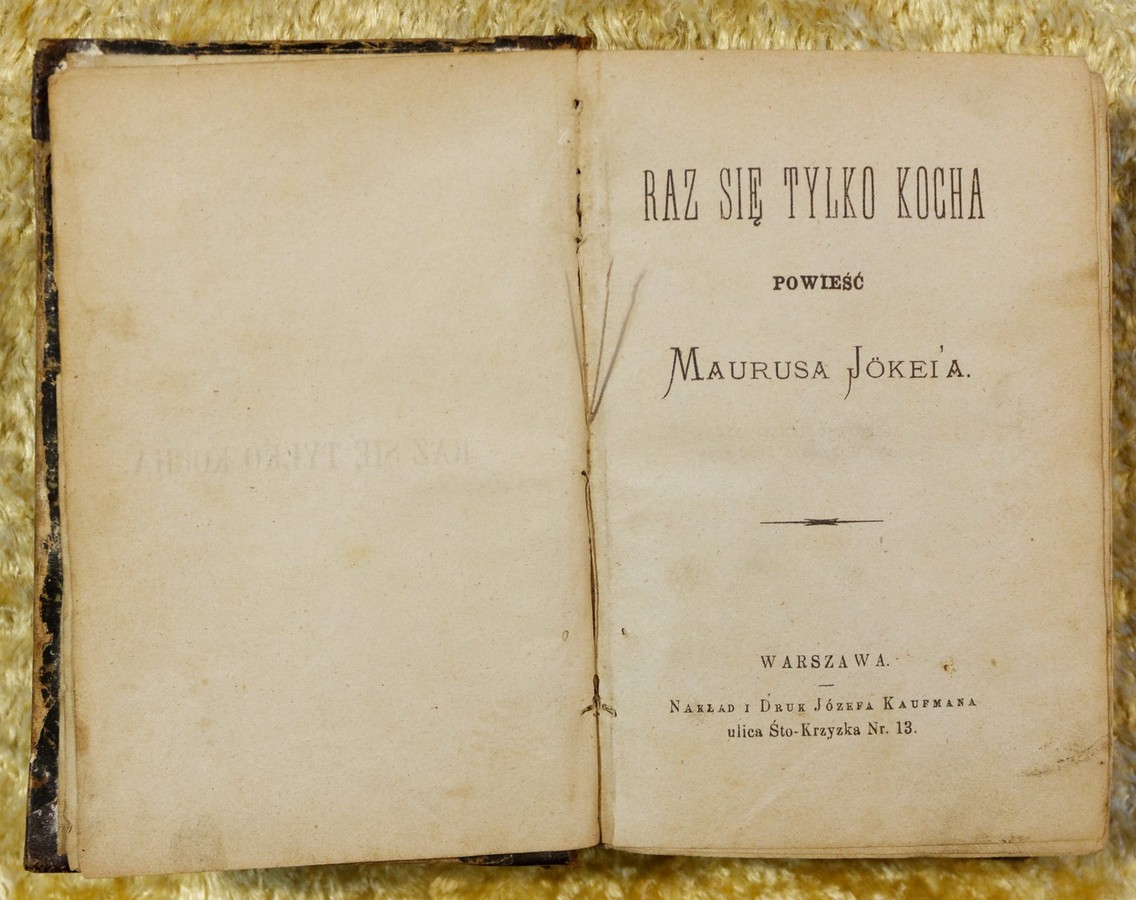 RAZ SIĘ TYLKO KOCHA
POWIEŚĆ
MAURUSA JÖKEI'A.
WARSZAWA.
NAKŁAD I DRUK JÓZEFA KAUFMANA
ulica Śto-Krzyzka Nr. 13.